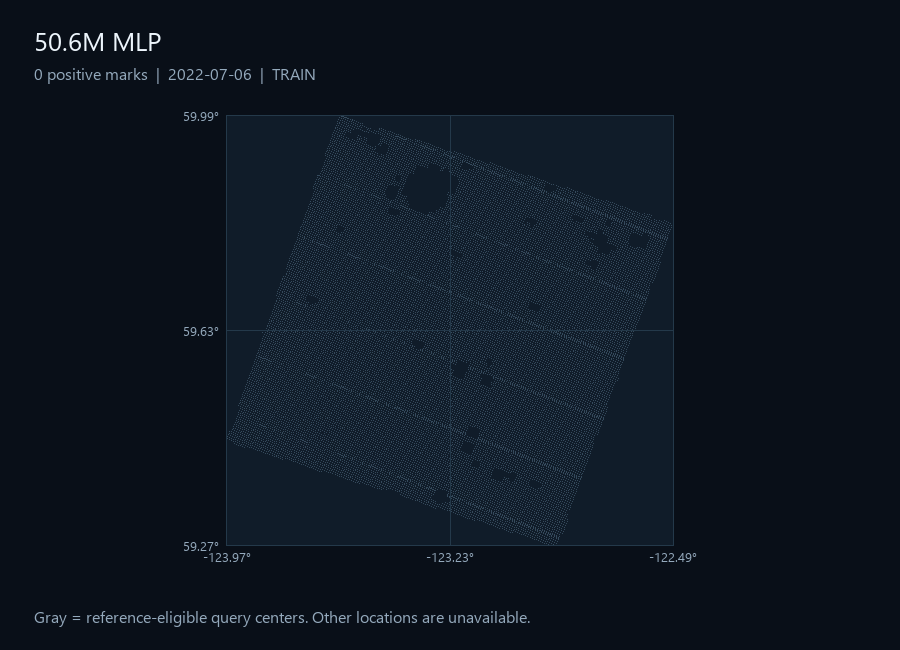 50.6M MLP
0 positive marks | 2022-07-06 | TRAIN
59.99°
59.63°
59.27°
-123.97°
-123.23°
-122.49°
Gray = reference-eligible query centers. Other locations are unavailable.